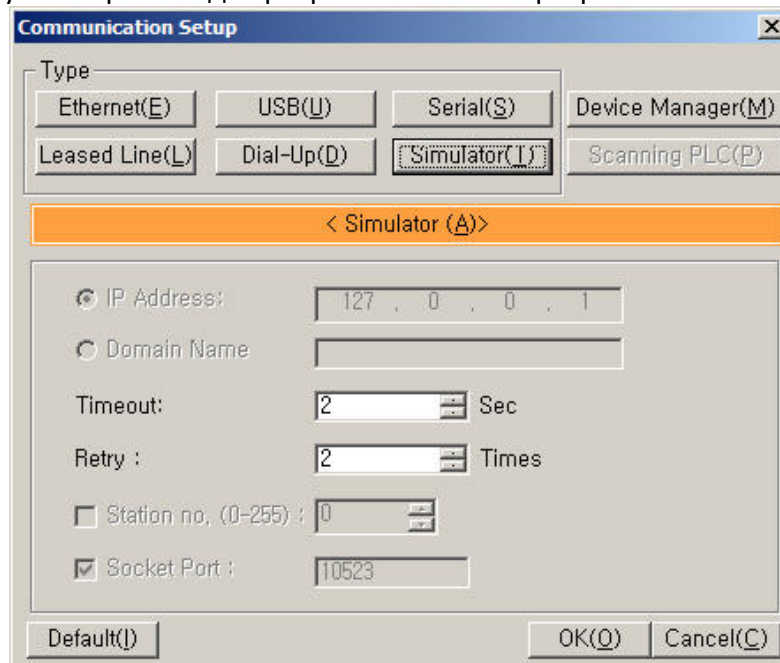 Communication Setup
Type
Ethernet(E) USB(U) Serial(S) Device Manager(M)
Leased Line(L) Dial-Up(D) Simulator(T) Scanning PLC(P)
< Simulator (A)>
IP Address: 127 . 0 . 0 . 1
Domain Name
Timeout: 2 Sec
Retry : 2 Times
Station no, (0-255) : 0
Socket Port : 10523
Default(I) OK(O) Cancel(C)